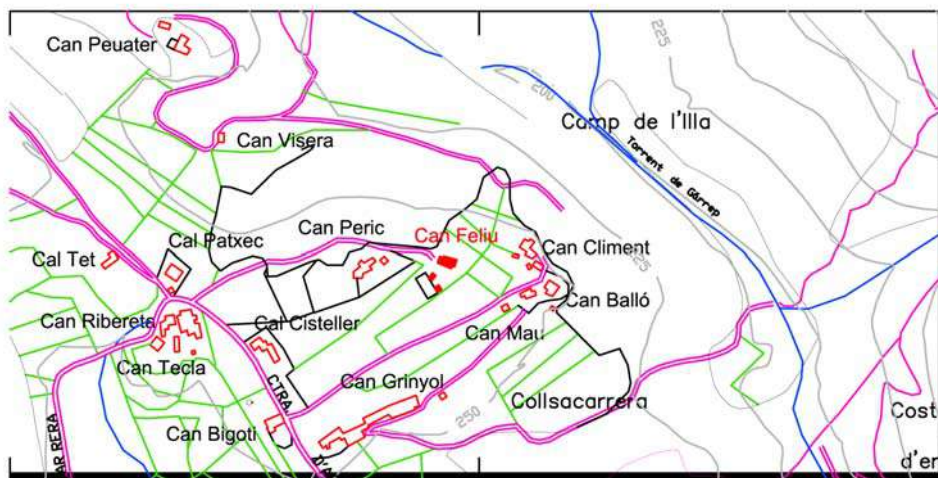 225
Can Peuater
200
Camp de l'Illa
Can Visera
Torrent de Gàrrep
Can Peric
Can Feliu
Cal Patxec
Can Climent
Cal Tet
225
Can Balló
Can Ribereta
Cal Cisteller
Can Mau
Can Tecla
CTRA.
Can Grinyol
Collsacarrera
250
Cost
Can Bigoti
D'A
d'en